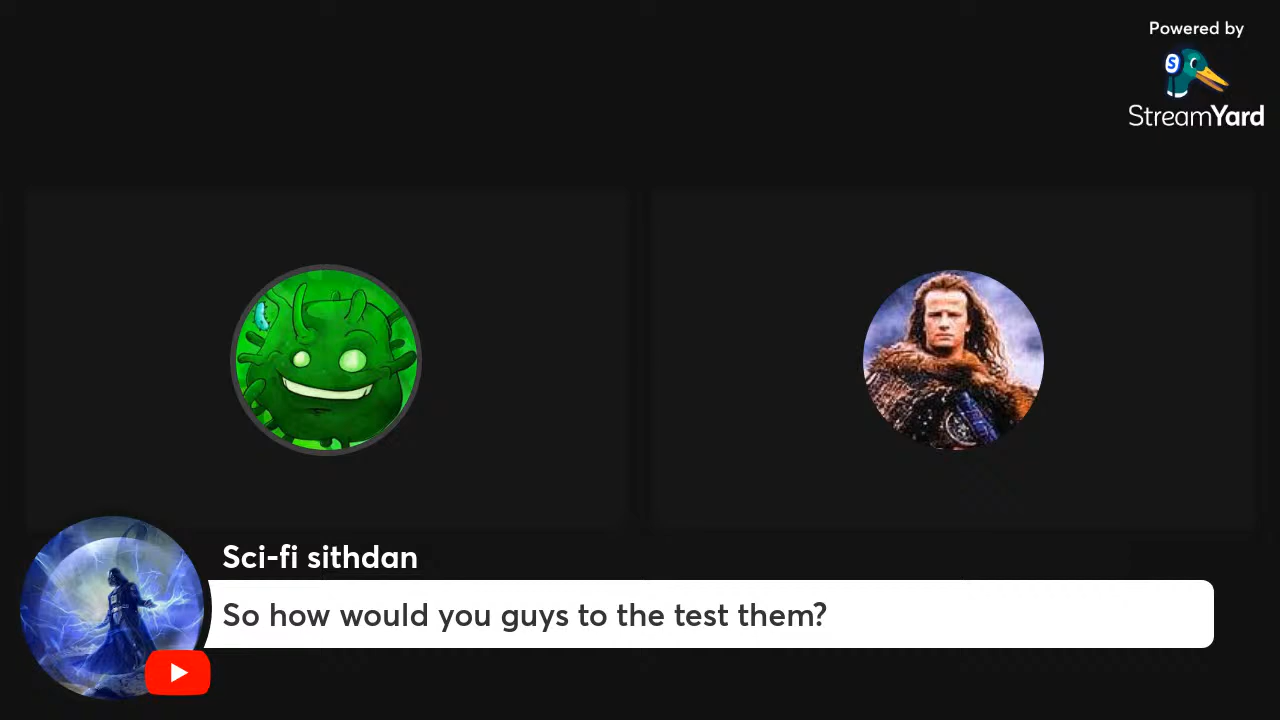 Powered by
S
StreamYard
Sci-fi sithdan
So how would you guys to the test them?